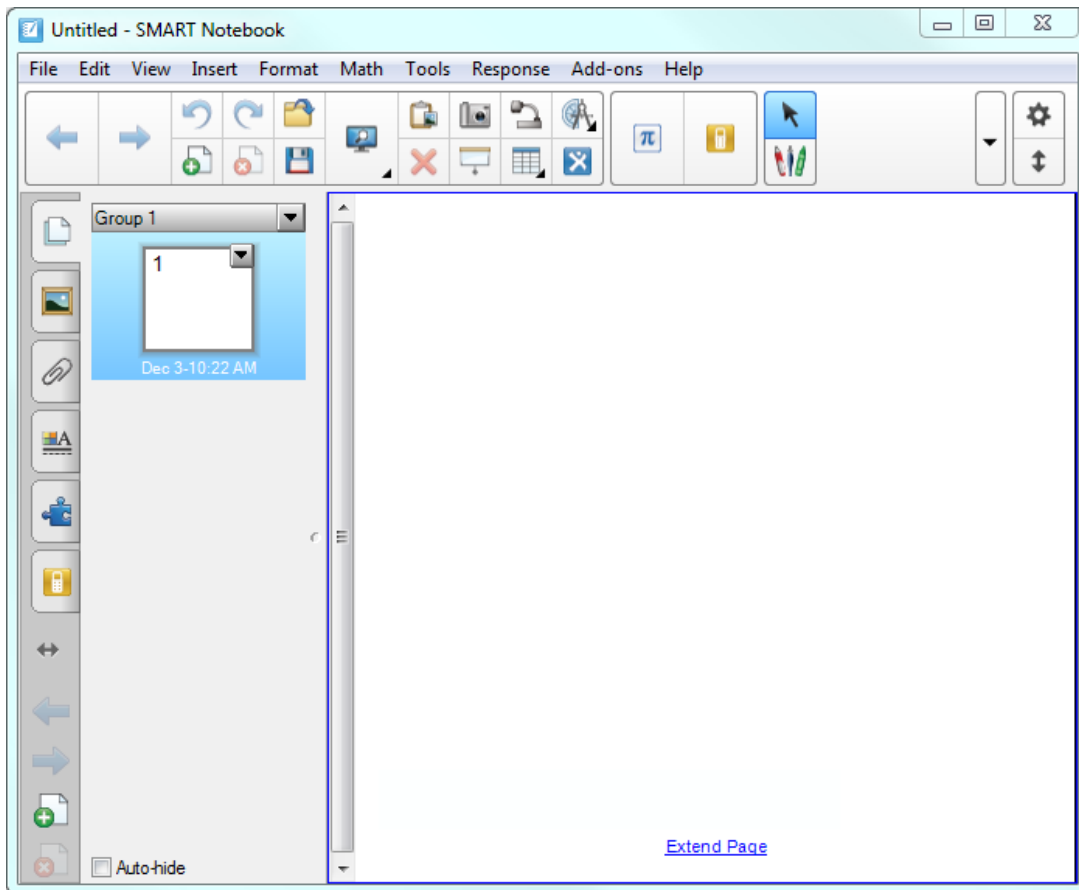 Untitled - SMART Notebook
File Edit View Insert Format Math Tools Response Add-ons Help
π
A
Group 1
1
Dec 3-10:22 AM
Auto-hide
Extend Page